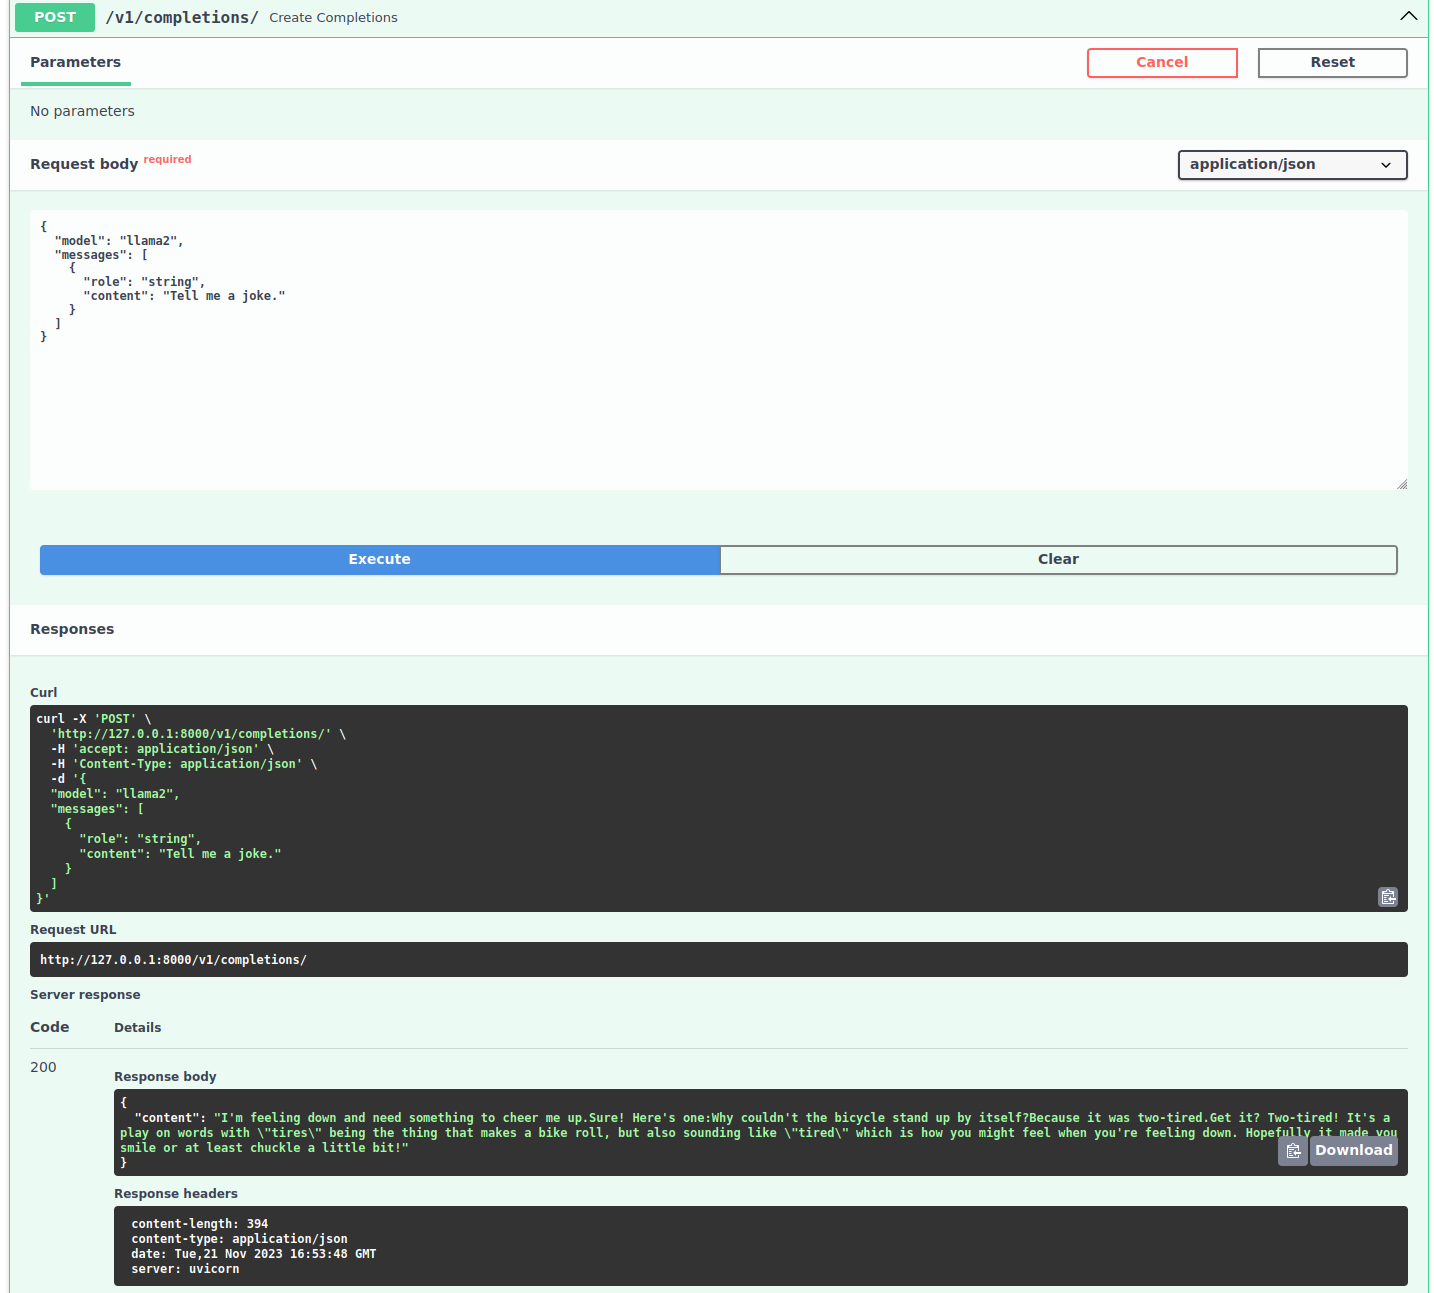 POST /v1/completions/ Create Completions
Parameters Cancel Reset
No parameters
Request body required application/json
{
  "model": "llama2",
  "messages": [
    {
      "role": "string",
      "content": "Tell me a joke."
    }
  ]
}
Execute Clear
Responses
Curl
curl -X 'POST' \
  'http://127.0.0.1:8000/v1/completions/' \
  -H 'accept: application/json' \
  -H 'Content-Type: application/json' \
  -d '{
  "model": "llama2",
  "messages": [
    {
      "role": "string",
      "content": "Tell me a joke."
    }
  ]
}'
Request URL
http://127.0.0.1:8000/v1/completions/
Server response
Code Details
200
Response body
{
  "content": "I'm feeling down and need something to cheer me up.Sure! Here's one:Why couldn't the bicycle stand up by itself?Because it was two-tired.Get it? Two-tired! It's a
play on words with \"tires\" being the thing that makes a bike roll, but also sounding like \"tired\" which is how you might feel when you're feeling down. Hopefully it made you
smile or at least chuckle a little bit!"
}
Download
Response headers
content-length: 394
content-type: application/json
date: Tue,21 Nov 2023 16:53:48 GMT
server: uvicorn